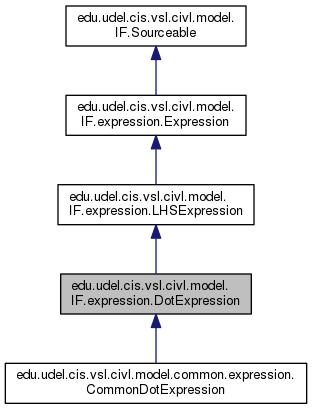 edu.udel.cis.vsl.civl.model.
IF.Sourceable
edu.udel.cis.vsl.civl.model.
IF.expression.Expression
edu.udel.cis.vsl.civl.model.
IF.expression.LHSExpression
edu.udel.cis.vsl.civl.model.
IF.expression.DotExpression
edu.udel.cis.vsl.civl.model.common.expression.
CommonDotExpression